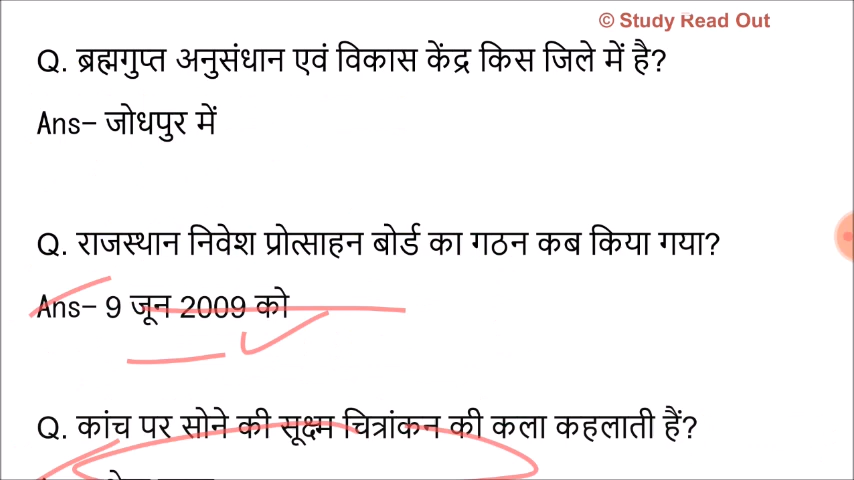 © Study Read Out
Q. ब्रह्मगुप्त अनुसंधान एवं विकास केंद्र किस जिले में है?
Ans- जोधपुर में
Q. राजस्थान निवेश प्रोत्साहन बोर्ड का गठन कब किया गया?
Ans- 9 जून 2009 को
Q. कांच पर सोने की सूक्ष्म चित्रांकन की कला कहलाती हैं?